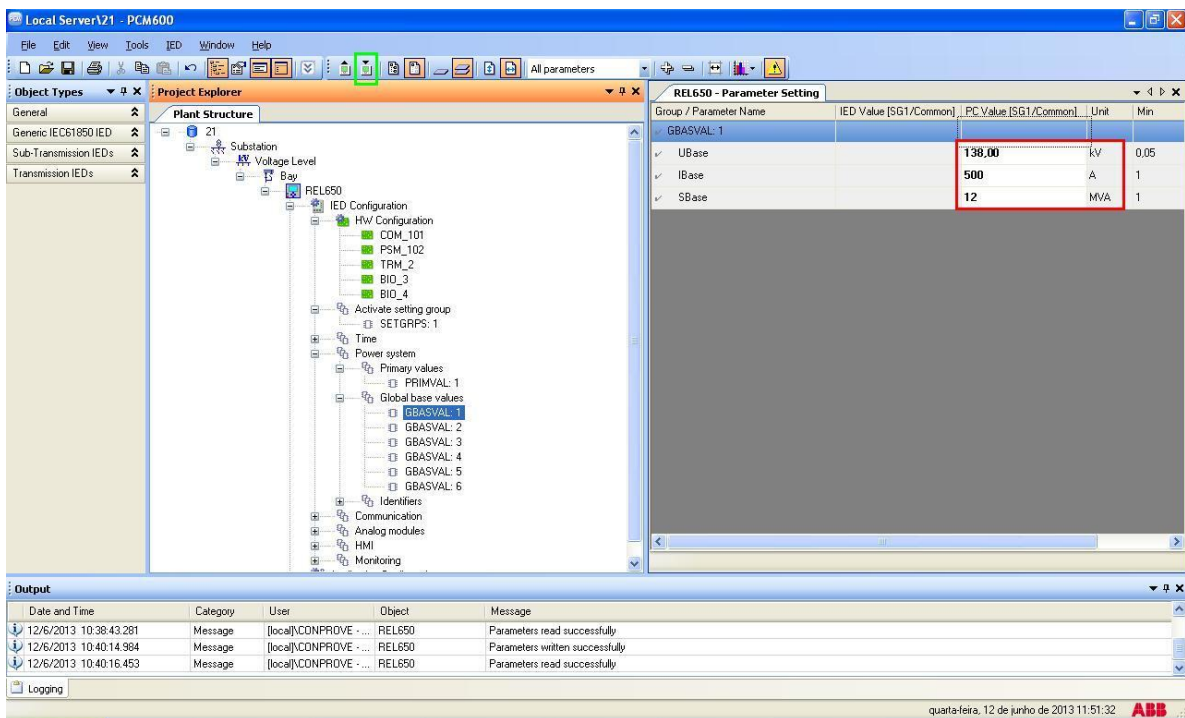 Local Server\21 - PCM600
File Edit View Tools IED Window Help
All parameters
Object Types
General
Generic IEC61850 IED
Sub-Transmission IEDs
Transmission IEDs
Project Explorer
Plant Structure
21
Substation
Voltage Level
Bay
REL650
IED Configuration
HW Configuration
COM_101
PSM_102
TRM_2
BIO_3
BIO_4
Activate setting group
SETGRPS: 1
Time
Power system
Primary values
PRIMVAL: 1
Global base values
GBASVAL: 1
GBASVAL: 2
GBASVAL: 3
GBASVAL: 4
GBASVAL: 5
GBASVAL: 6
Identifiers
Communication
Analog modules
HMI
Monitoring
REL650 - Parameter Setting
Group / Parameter Name IED Value [SG1/Common] PC Value [SG1/Common] Unit Min
GBASVAL: 1
UBase 138,00 kV 0,05
IBase 500 A 1
SBase 12 MVA 1
Output
Date and Time Category User Object Message
12/6/2013 10:38:43.281 Message [local]\CONPROVE - ... REL650 Parameters read successfully
12/6/2013 10:40:14.984 Message [local]\CONPROVE - ... REL650 Parameters written successfully
12/6/2013 10:40:16.453 Message [local]\CONPROVE - ... REL650 Parameters read successfully
Logging
quarta-feira, 12 de junho de 2013 11:51:32 ABB